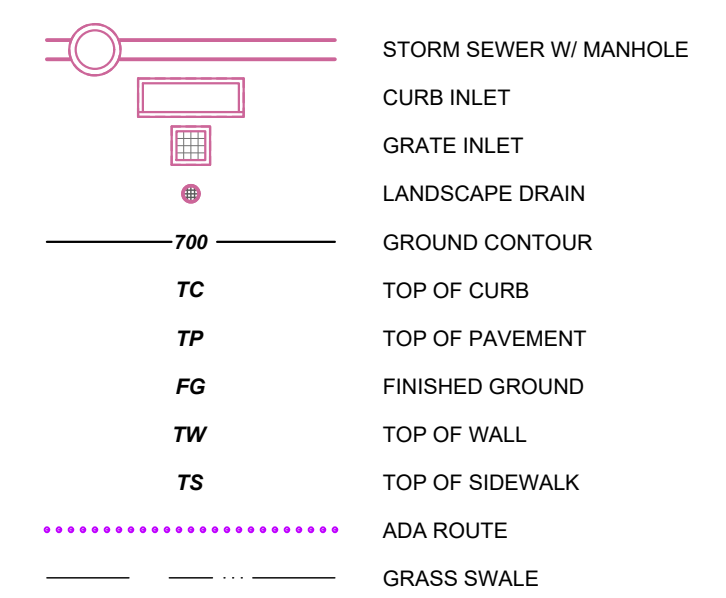 STORM SEWER W/ MANHOLE
CURB INLET
GRATE INLET
LANDSCAPE DRAIN
700 GROUND CONTOUR
TC TOP OF CURB
TP TOP OF PAVEMENT
FG FINISHED GROUND
TW TOP OF WALL
TS TOP OF SIDEWALK
ADA ROUTE
GRASS SWALE